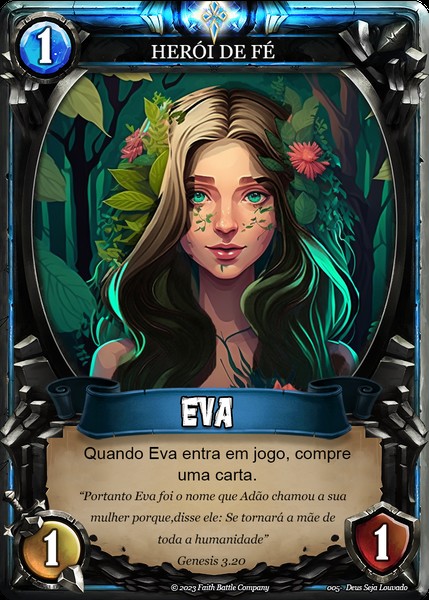 1
HERÓI DE FÉ
EVA
Quando Eva entra em jogo, compre
uma carta.
“Portanto Eva foi o nome que Adão chamou a sua
mulher porque,disse ele: Se tornará a mãe de
toda a humanidade”
Genesis 3.20
1
1
© 2023 Faith Battle Company
005 - Deus Seja Louvado